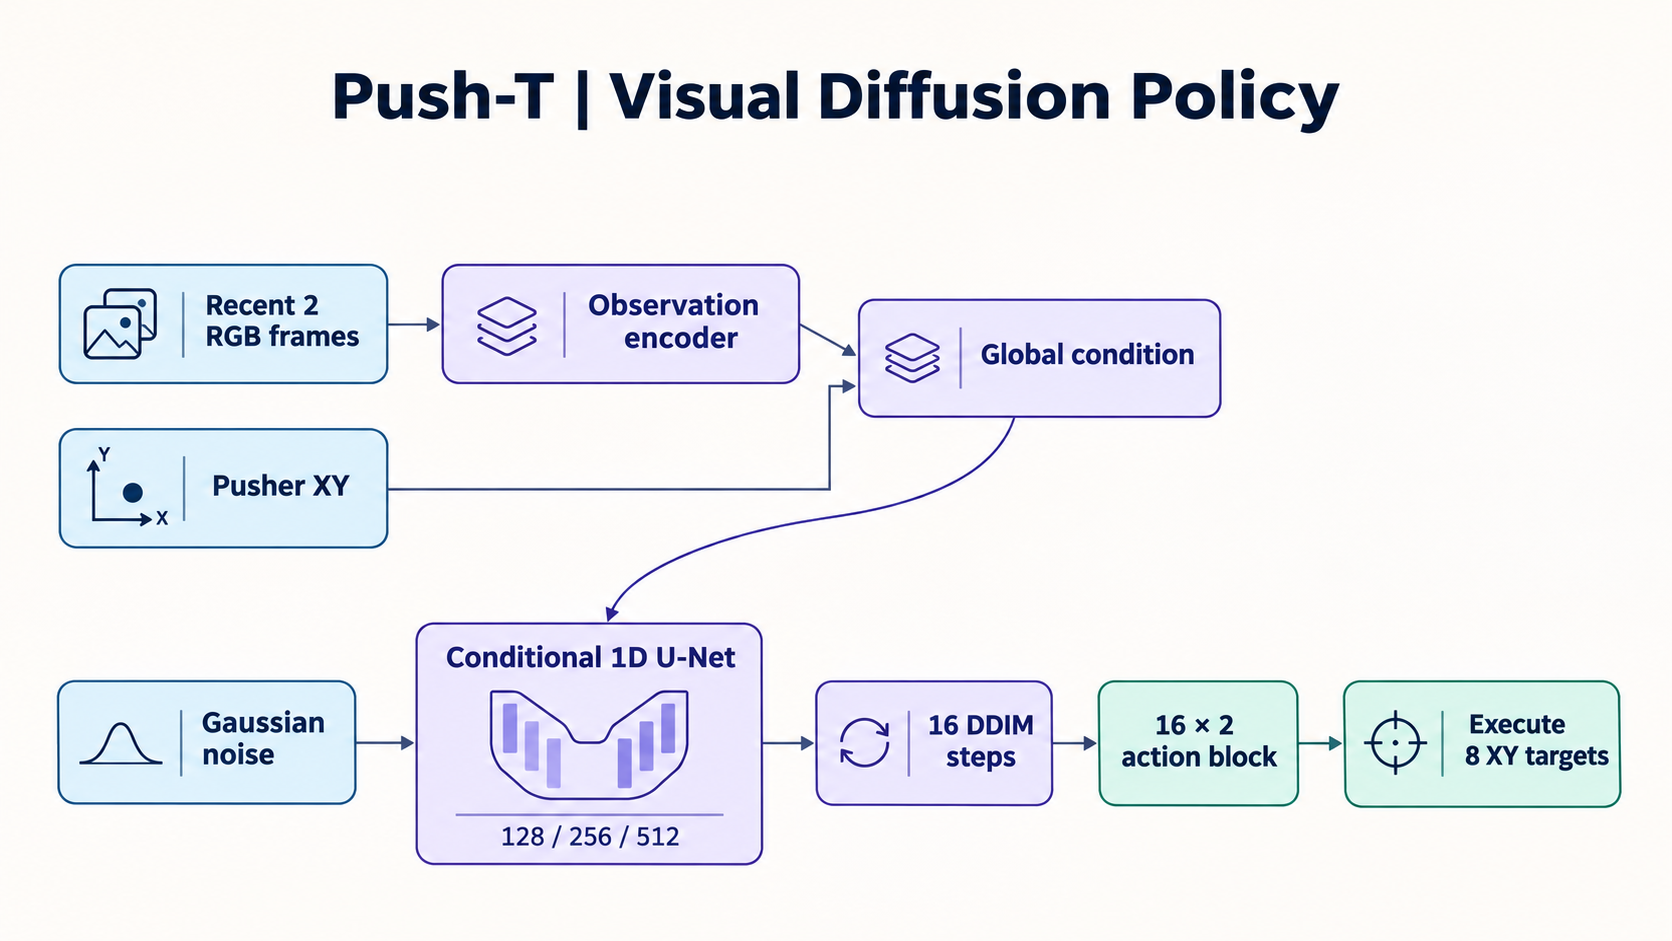 Push-T | Visual Diffusion Policy
Recent 2
RGB frames
Observation
encoder
Global condition
Y
X
Pusher XY
Conditional 1D U-Net
128 / 256 / 512
Gaussian
noise
16 DDIM
steps
16 × 2
action block
Execute
8 XY targets